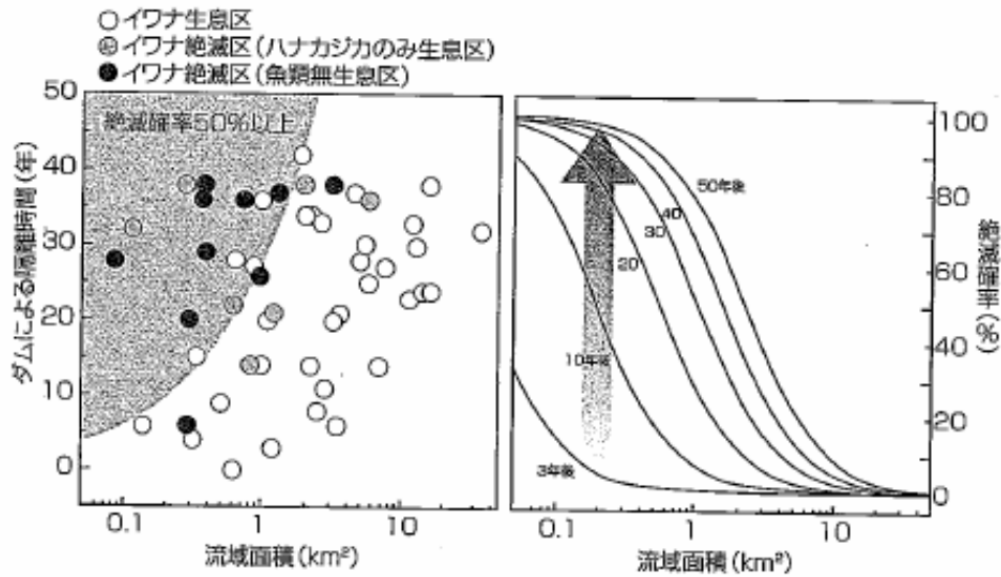 イワナ生息区
イワナ絶滅区(ハナカジカのみ生息区)
イワナ絶滅区(魚類無生息区)
絶滅確率50%以上
ダムによる隔離時間(年)
50
40
30
20
10
0
0.1
1
10
流域面積(km²)
50年後
40
30
20
10年後
3年後
100
80
60
40
20
0
絶滅確率(%)
0.1
1
10
流域面積(km²)